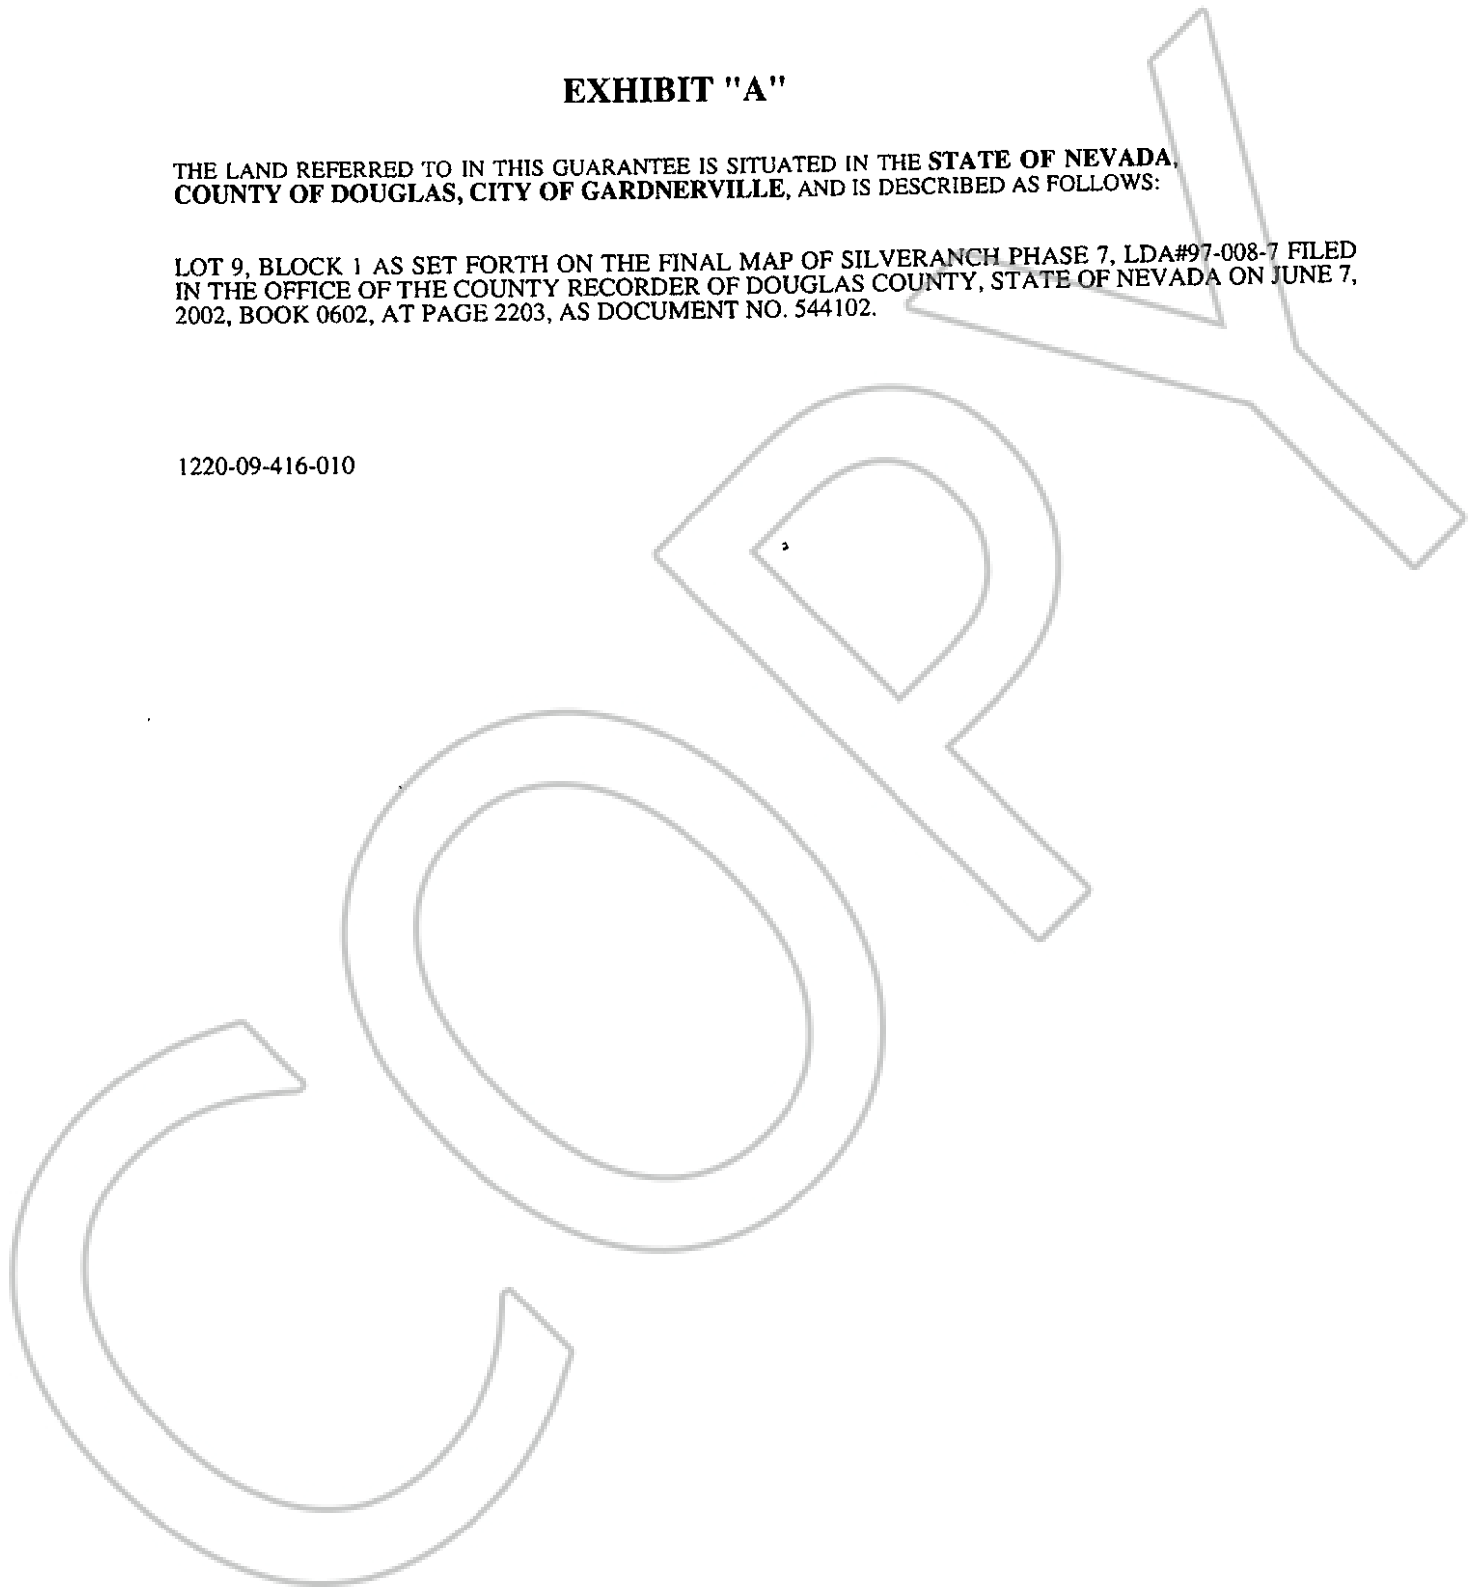 EXHIBIT "A"
THE LAND REFERRED TO IN THIS GUARANTEE IS SITUATED IN THE STATE OF NEVADA,
COUNTY OF DOUGLAS, CITY OF GARDNERVILLE, AND IS DESCRIBED AS FOLLOWS:
LOT 9, BLOCK 1 AS SET FORTH ON THE FINAL MAP OF SILVERANCH PHASE 7, LDA#97-008-7 FILED
IN THE OFFICE OF THE COUNTY RECORDER OF DOUGLAS COUNTY, STATE OF NEVADA ON JUNE 7,
2002, BOOK 0602, AT PAGE 2203, AS DOCUMENT NO. 544102.
1220-09-416-010
COPY